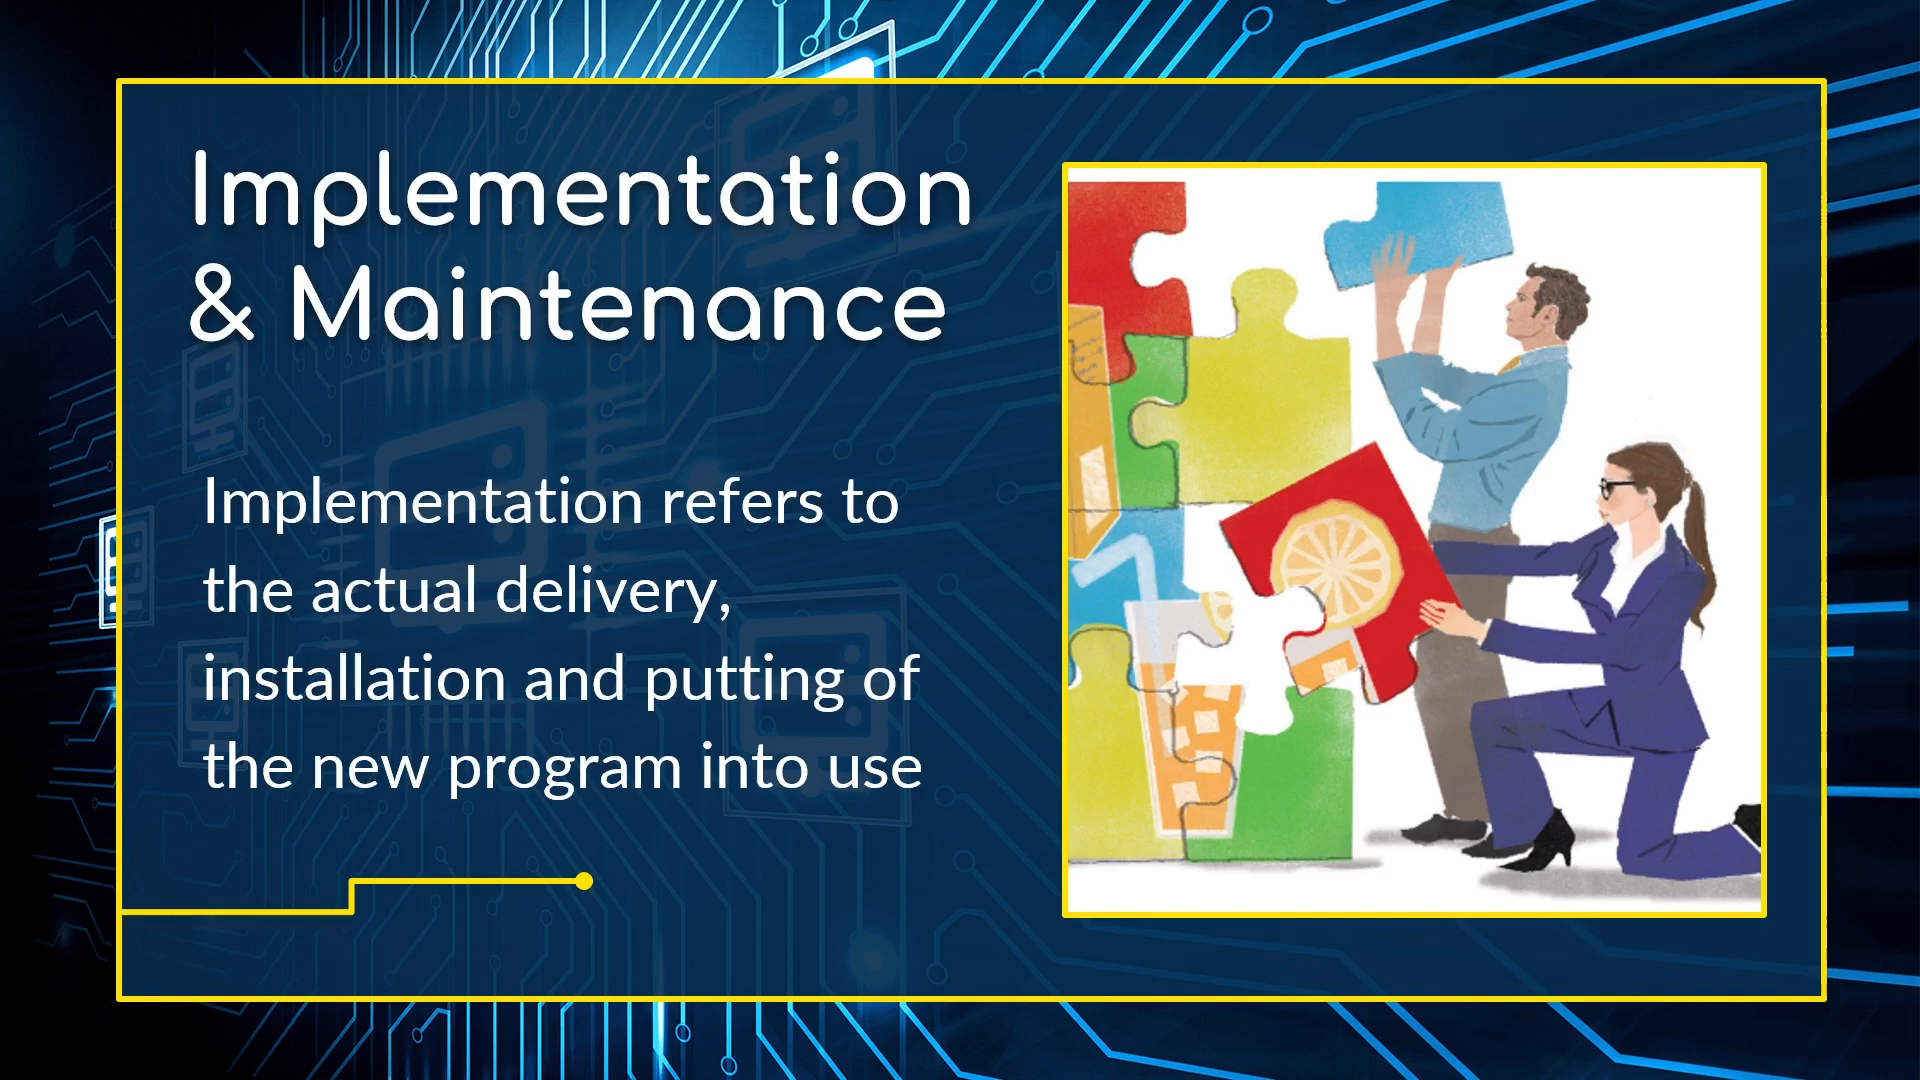 Implementation
& Maintenance
Implementation refers to
the actual delivery,
installation and putting of
the new program into use